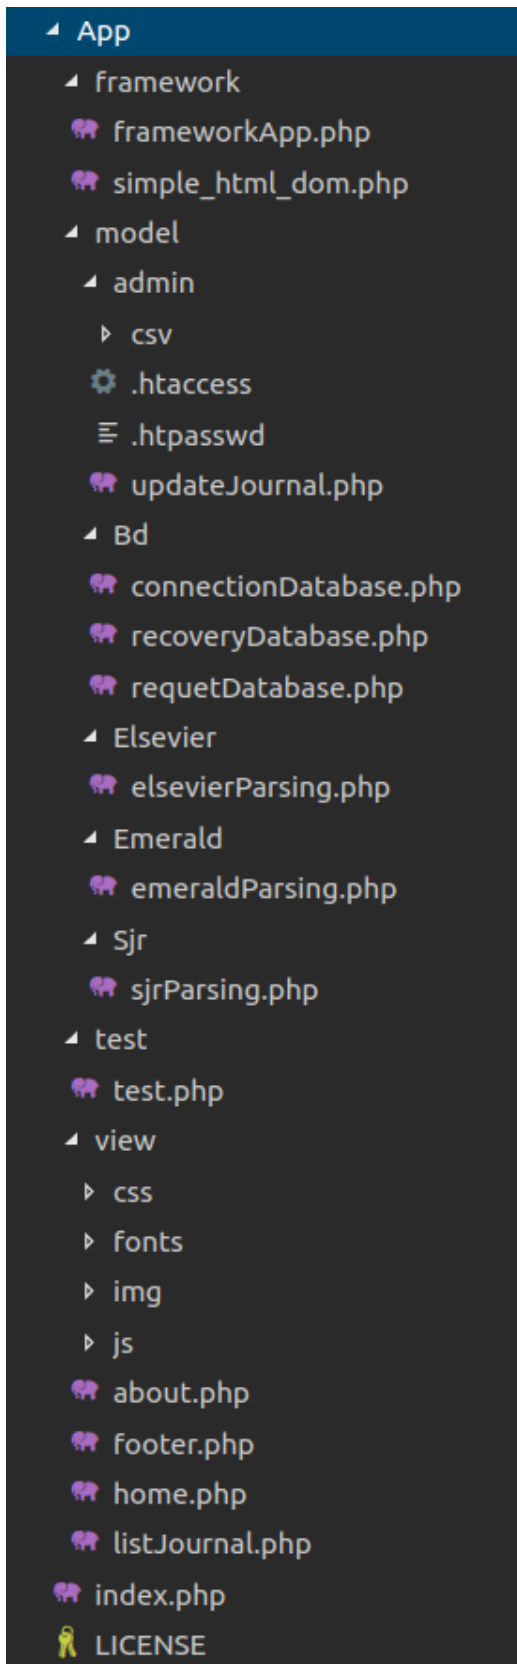 App
framework
frameworkApp.php
simple_html_dom.php
model
admin
csv
.htaccess
.htpasswd
updateJournal.php
Bd
connectionDatabase.php
recoveryDatabase.php
requetDatabase.php
Elsevier
elsevierParsing.php
Emerald
emeraldParsing.php
Sjr
sjrParsing.php
test
test.php
view
css
fonts
img
js
about.php
footer.php
home.php
listJournal.php
index.php
LICENSE